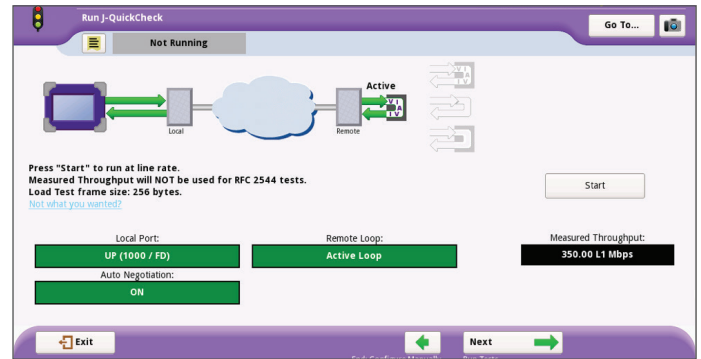 Run J-QuickCheck
Go To...
Not Running
Active
VIAV
VIAV
Local
Remote
Press "Start" to run at line rate.
Measured Throughput will NOT be used for RFC 2544 tests.
Load Test frame size: 256 bytes.
Not what you wanted?
Start
Local Port:
Remote Loop:
Measured Throughput:
UP (1000 / FD)
Active Loop
350.00 L1 Mbps
Auto Negotiation:
ON
Exit
Next